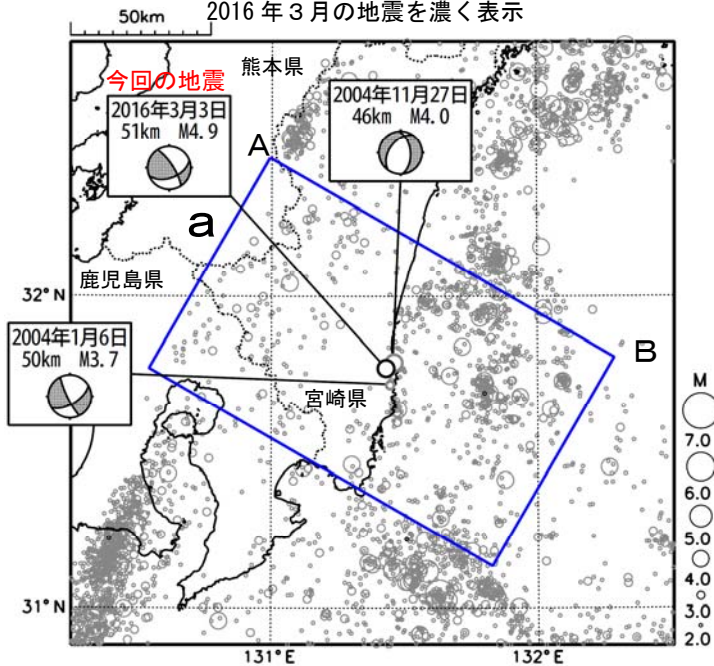 2016年3月の地震を濃く表示
50km
熊本県
今回の地震
2016年3月3日
51km M4.9
2004年11月27日
46km M4.0
A
a
鹿児島県
32°N
2004年1月6日
50km M3.7
B
宮崎県
M
7.0
6.0
5.0
4.0
3.0
2.0
31°N
131°E
132°E